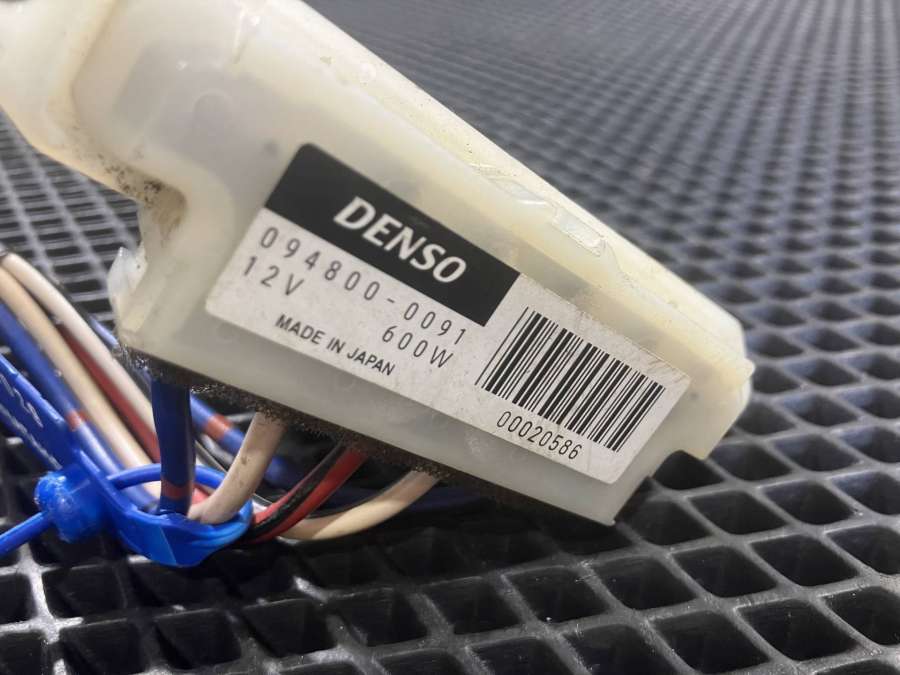 DENSO
094800-0091
12V 600W
MADE IN JAPAN
00020586